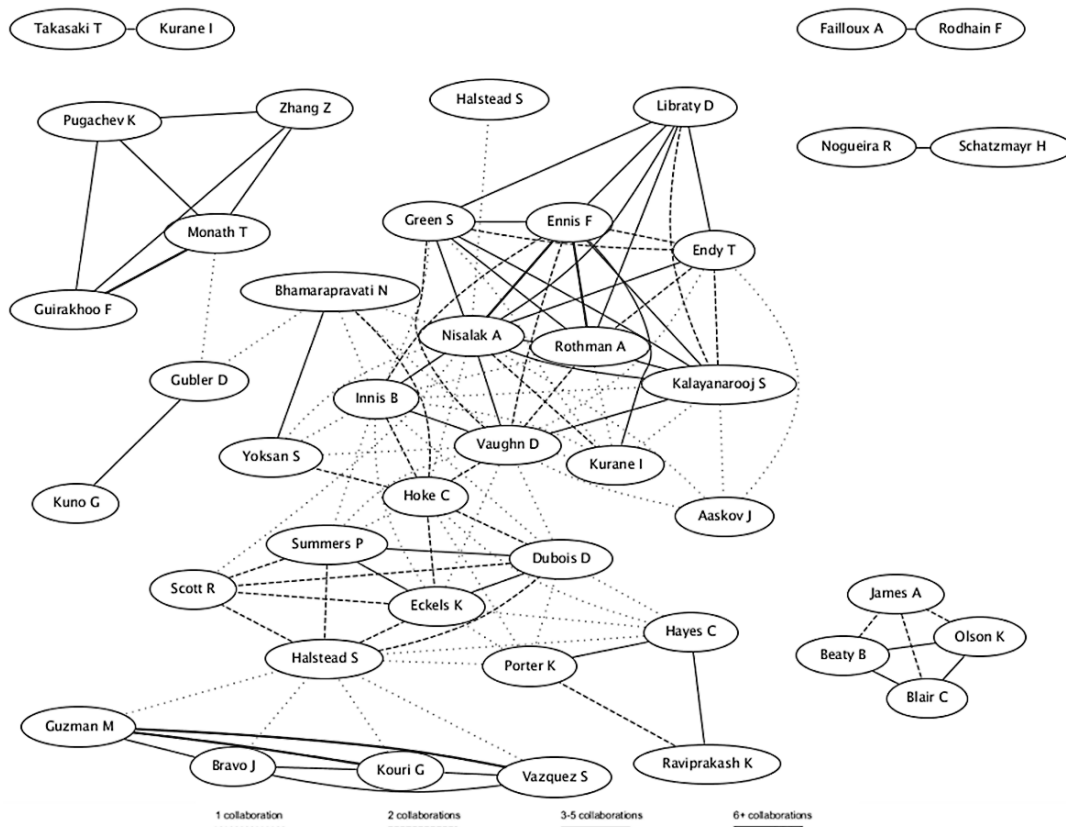 Takasaki T
Kurane I
Failloux A
Rodhain F
Pugachev K
Zhang Z
Halstead S
Libraty D
Nogueira R
Schatzmayr H
Monath T
Green S
Ennis F
Endy T
Guirakhoo F
Bhamarapravati N
Nisalak A
Rothman A
Gubler D
Innis B
Kalayanarooj S
Kuno G
Yoksan S
Vaughn D
Kurane I
Hoke C
Aaskov J
Summers P
Dubois D
Scott R
Eckels K
James A
Halstead S
Porter K
Hayes C
Beaty B
Olson K
Blair C
Guzman M
Bravo J
Kouri G
Vazquez S
Raviprakash K
1 collaboration
2 collaborations
3-5 collaborations
6+ collaborations